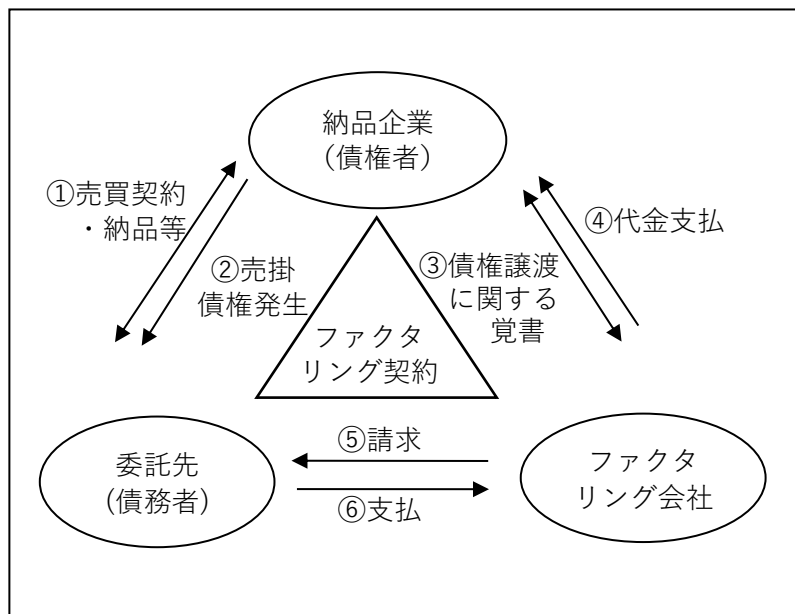 納品企業
(債権者)
①売買契約
・納品等
②売掛
債権発生
③債権譲渡
に関する
覚書
④代金支払
ファクタ
リング契約
⑤請求
⑥支払
委託先
(債務者)
ファクタ
リング会社